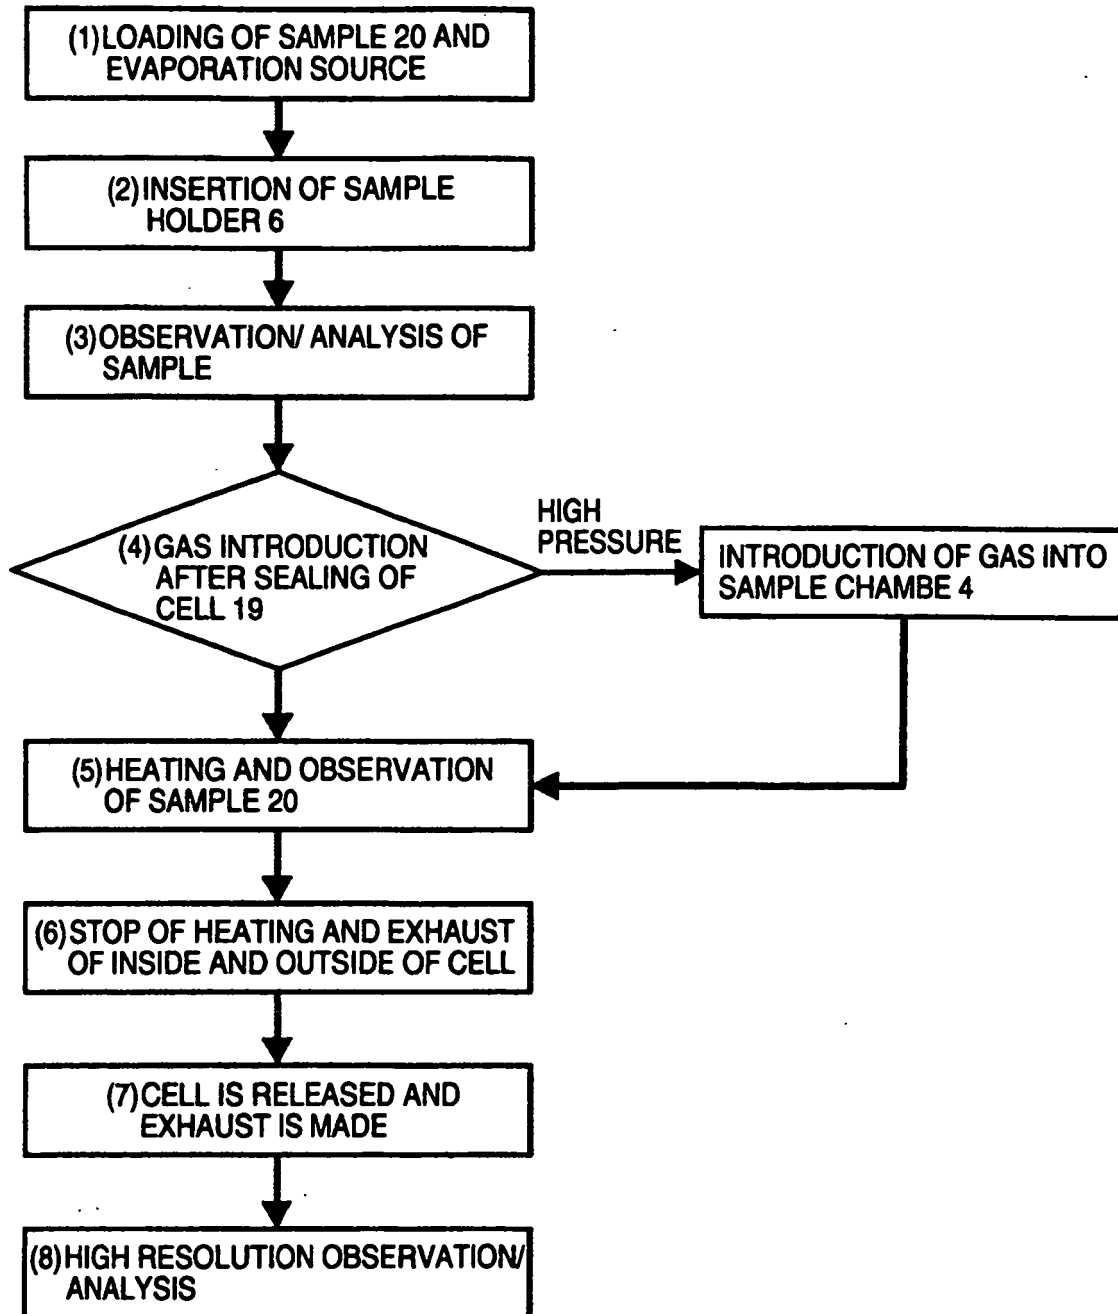 (1)LOADING OF SAMPLE 20 AND
EVAPORATION SOURCE
(2)INSERTION OF SAMPLE
HOLDER 6
(3)OBSERVATION/ ANALYSIS OF
SAMPLE
(4)GAS INTRODUCTION
AFTER SEALING OF
CELL 19
HIGH
PRESSURE
INTRODUCTION OF GAS INTO
SAMPLE CHAMBE 4
(5)HEATING AND OBSERVATION
OF SAMPLE 20
(6)STOP OF HEATING AND EXHAUST
OF INSIDE AND OUTSIDE OF CELL
(7)CELL IS RELEASED AND
EXHAUST IS MADE
(8)HIGH RESOLUTION OBSERVATION/
ANALYSIS